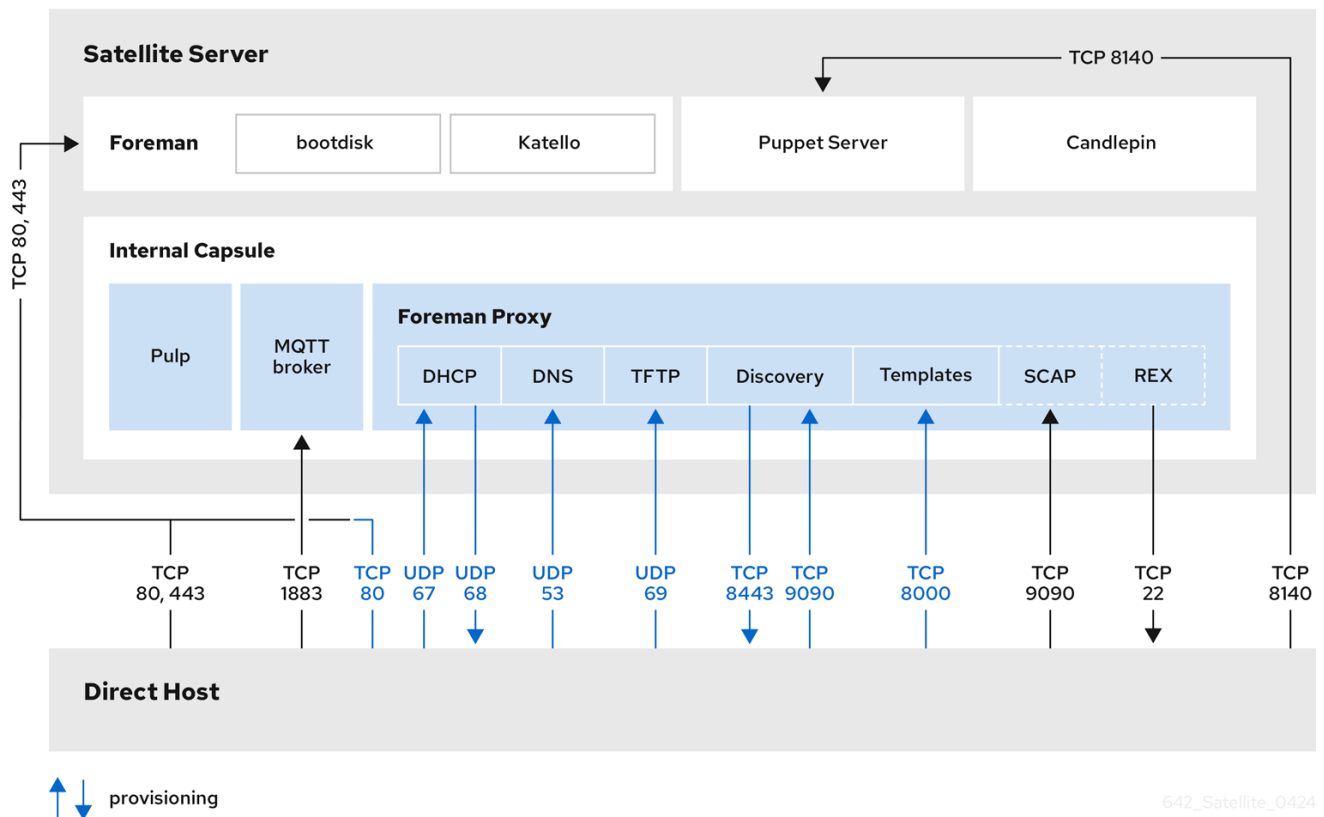 Satellite Server
TCP 8140
Foreman
bootdisk
Katello
Puppet Server
Candlepin
TCP 80, 443
Internal Capsule
Pulp
MQTT
broker
Foreman Proxy
DHCP
DNS
TFTP
Discovery
Templates
SCAP
REX
TCP
80, 443
TCP
1883
TCP
80
UDP
67
UDP
68
UDP
53
UDP
69
TCP
8443
TCP
9090
TCP
8000
TCP
9090
TCP
22
TCP
8140
Direct Host
provisioning
642_Satellite_0424